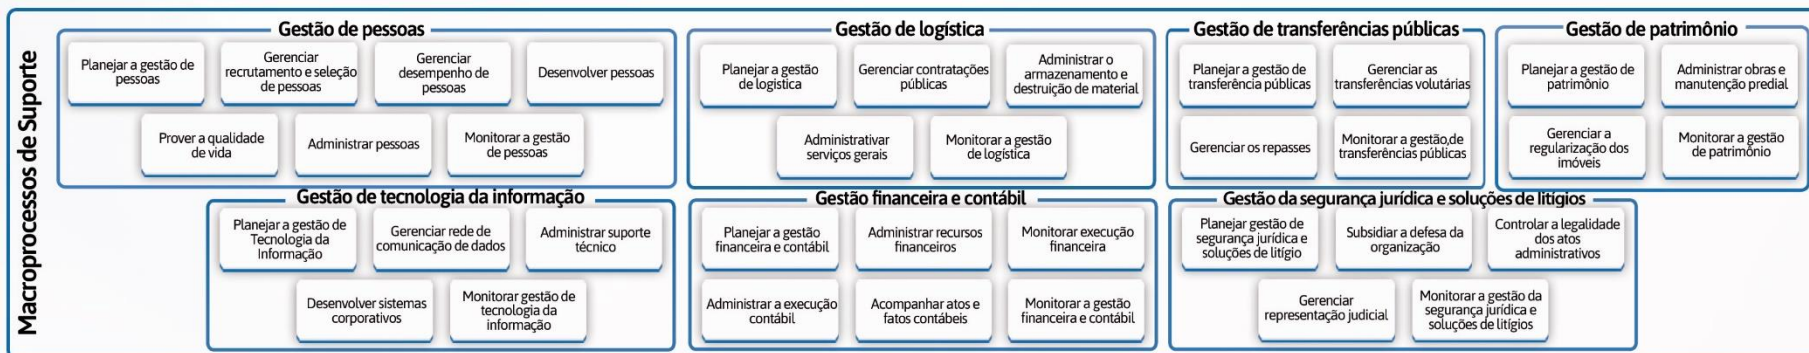 Macroprocessos de Suporte
Gestão de pessoas
Planejar a gestão de
pessoas
Gerenciar
recrutamento e seleção
de pessoas
Gerenciar
desempenho de
pessoas
Desenvolver pessoas
Prover a qualidade
de vida
Administrar pessoas
Monitorar a gestão
de pessoas
Gestão de logística
Planejar a gestão
de logistica
Gerenciar contratações
públicas
Administrar o
armazenamento e
destruição de material
Administrativar
serviços gerais
Monitorar a gestão
de logística
Gestão de transferências públicas
Planejar a gestão de
transferência públicas
Gerenciar as
transferências volutárias
Gerenciar os repasses
Monitorar a gestão,de
transferências públicas
Gestão de patrimônio
Planejar a gestão de
patrimônio
Administrar obras e
manutenção predial
Gerenciar a
regularização dos
imóveis
Monitorar a gestão
de patrimônio
Gestão de tecnologia da informação
Planejar a gestão de
Tecnologia da
Informação
Gerenciar rede de
comunicação de dados
Administrar suporte
técnico
Desenvolver sistemas
corporativos
Monitorar gestão de
tecnologia da
informação
Gestão financeira e contábil
Planejar a gestão
financeira e contábil
Administrar recursos
financeiros
Monitorar execução
financeira
Administrar a execução
contábil
Acompanhar atos e
fatos contábeis
Monitorar a gestão
financeira e contábil
Gestão da segurança jurídica e soluções de litígios
Planejar gestão de
segurança jurídica e
soluções de litígio
Subsidiar a defesa da
organização
Controlar a legalidade
dos atos
administrativos
Gerenciar
representação judicial
Monitorar a gestão da
segurança jurídica e
soluções de litígios